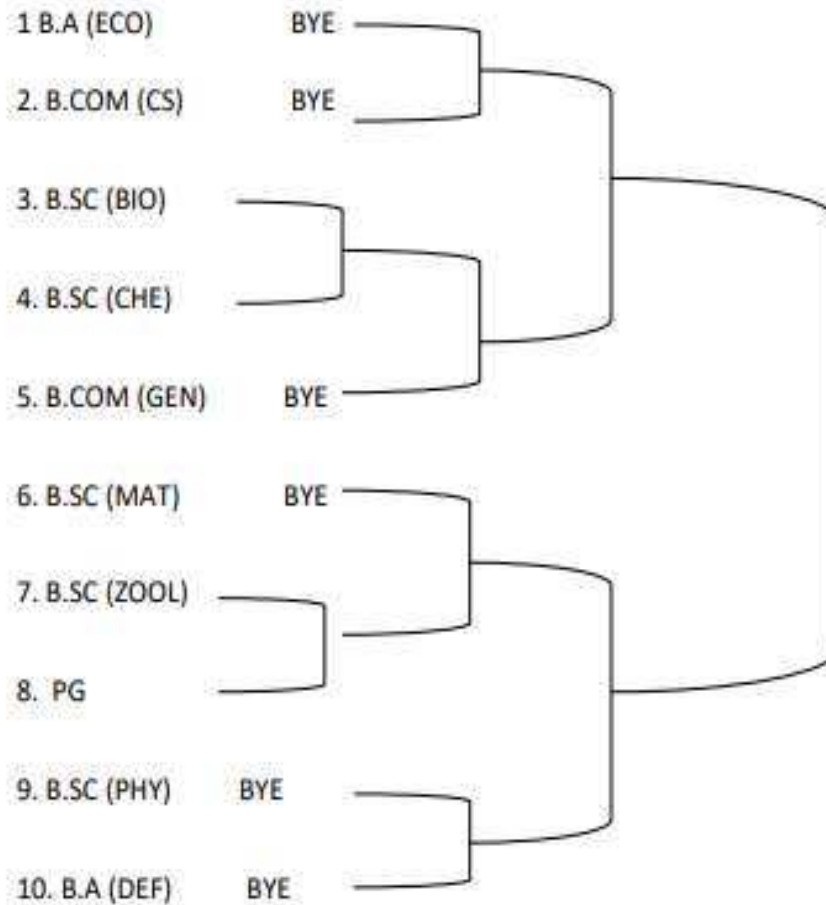 1 B.A (ECO) BYE
2. B.COM (CS) BYE
3. B.SC (BIO)
4. B.SC (CHE)
5. B.COM (GEN) BYE
6. B.SC (MAT) BYE
7. B.SC (ZOOL)
8. PG
9. B.SC (PHY) BYE
10. B.A (DEF) BYE